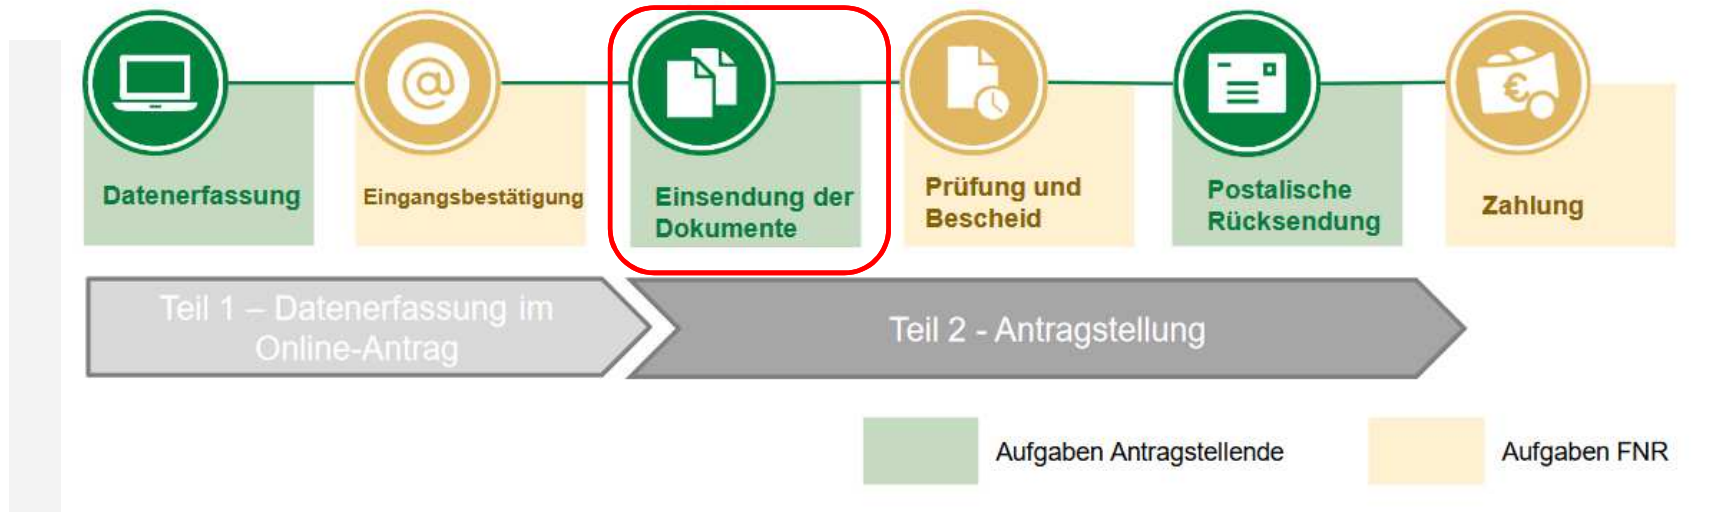 Datenerfassung
Eingangsbestätigung
Einsendung der
Dokumente
Prüfung und
Bescheid
Postalische
Rücksendung
Zahlung
Teil 1 – Datenerfassung im
Online-Antrag
Teil 2 - Antragstellung
Aufgaben Antragstellende
Aufgaben FNR